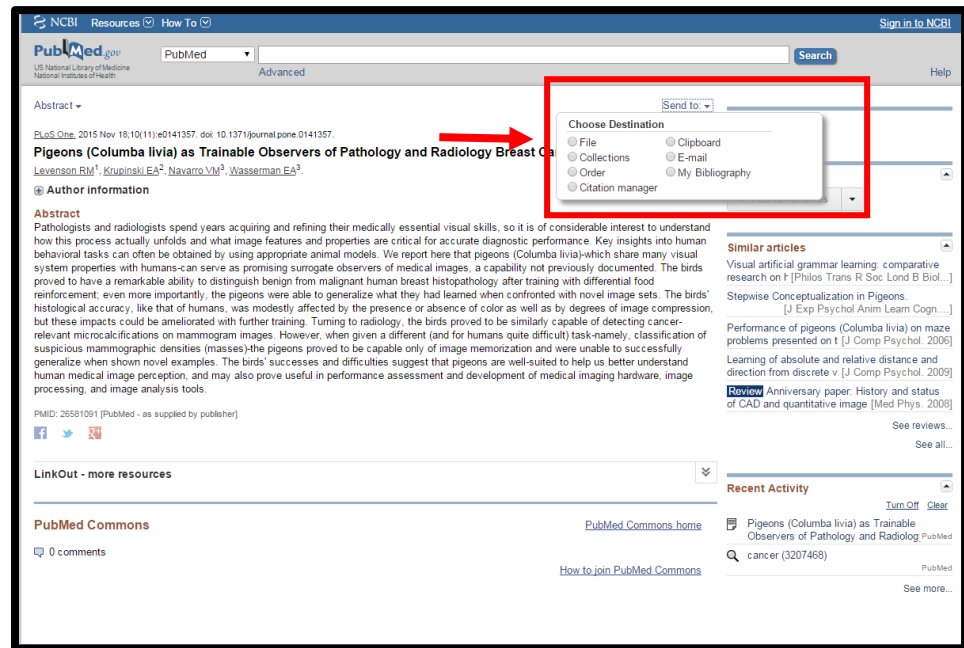 NCBI Resources How To Sign in to NCBI
PubMed.gov
US National Library of Medicine
National Institutes of Health
PubMed
Search
Advanced
Help
Abstract
Send to:
Choose Destination
File Clipboard
Collections E-mail
Order My Bibliography
Citation manager
PLoS One. 2015 Nov 18;10(11):e0141357. doi: 10.1371/journal.pone.0141357.
Pigeons (Columba livia) as Trainable Observers of Pathology and Radiology Breast
Levenson RM1, Krupinski EA2, Navarro VM3, Wasserman EA3.
Author information
Abstract
Pathologists and radiologists spend years acquiring and refining their medically essential visual skills, so it is of considerable interest to understand
how this process actually unfolds and what image features and properties are critical for accurate diagnostic performance. Key insights into human
behavioral tasks can often be obtained by using appropriate animal models. We report here that pigeons (Columba livia)-which share many visual
system properties with humans-can serve as promising surrogate observers of medical images, a capability not previously documented. The birds
proved to have a remarkable ability to distinguish benign from malignant human breast histopathology after training with differential food
reinforcement; even more importantly, the pigeons were able to generalize what they had learned when confronted with novel image sets. The birds'
histological accuracy, like that of humans, was modestly affected by the presence or absence of color as well as by degrees of image compression,
but these impacts could be ameliorated with further training. Turning to radiology, the birds proved to be similarly capable of detecting cancer-
relevant microcalcifications on mammogram images. However, when given a different (and for humans quite difficult) task-namely, classification of
suspicious mammographic densities (masses)-the pigeons proved to be capable only of image memorization and were unable to successfully
generalize when shown novel examples. The birds' successes and difficulties suggest that pigeons are well-suited to help us better understand
human medical image perception, and may also prove useful in performance assessment and development of medical imaging hardware, image
processing, and image analysis tools.
PMID: 26581091 [PubMed - as supplied by publisher]
LinkOut - more resources
PubMed Commons
PubMed Commons home
0 comments
How to join PubMed Commons
Similar articles
Visual artificial grammar learning: comparative
research on [Philos Trans R Soc Lond B Biol...]
Stepwise Conceptualization in Pigeons.
[J Exp Psychol Anim Learn Cogn....]
Performance of pigeons (Columba livia) on maze
problems presented on t [J Comp Psychol. 2006]
Learning of absolute and relative distance and
direction from discrete v [J Comp Psychol. 2009]
Review Anniversary paper: History and status
of CAD and quantitative image [Med Phys. 2008]
See reviews...
See all...
Recent Activity
Turn Off Clear
Pigeons (Columba livia) as Trainable
Observers of Pathology and Radiolog PubMed
cancer (3207468)
PubMed
See more...